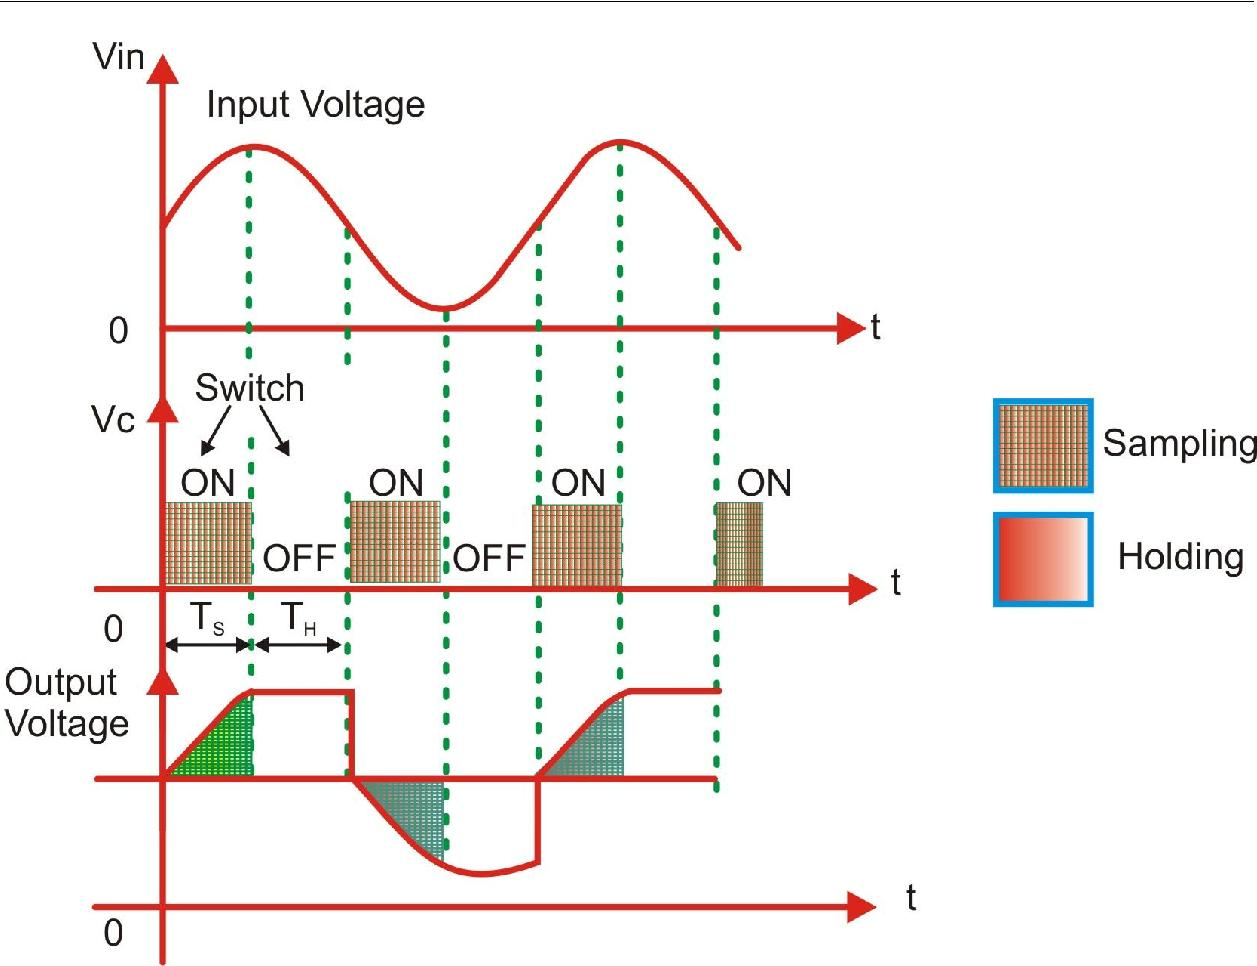 Vin
Input Voltage
0
t
Switch
Vc
ON
ON
ON
ON
Sampling
OFF
OFF
Holding
t
0
TS
TH
Output
Voltage
t
0